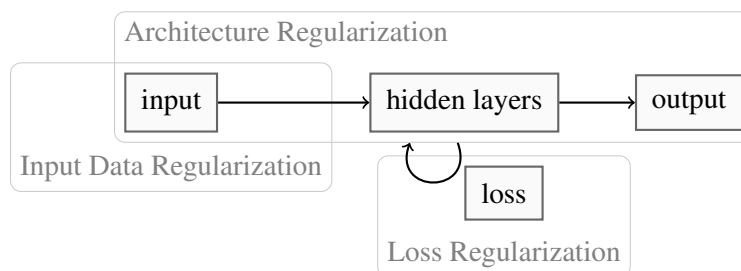 Architecture Regularization
input
hidden layers
output
Input Data Regularization
loss
Loss Regularization